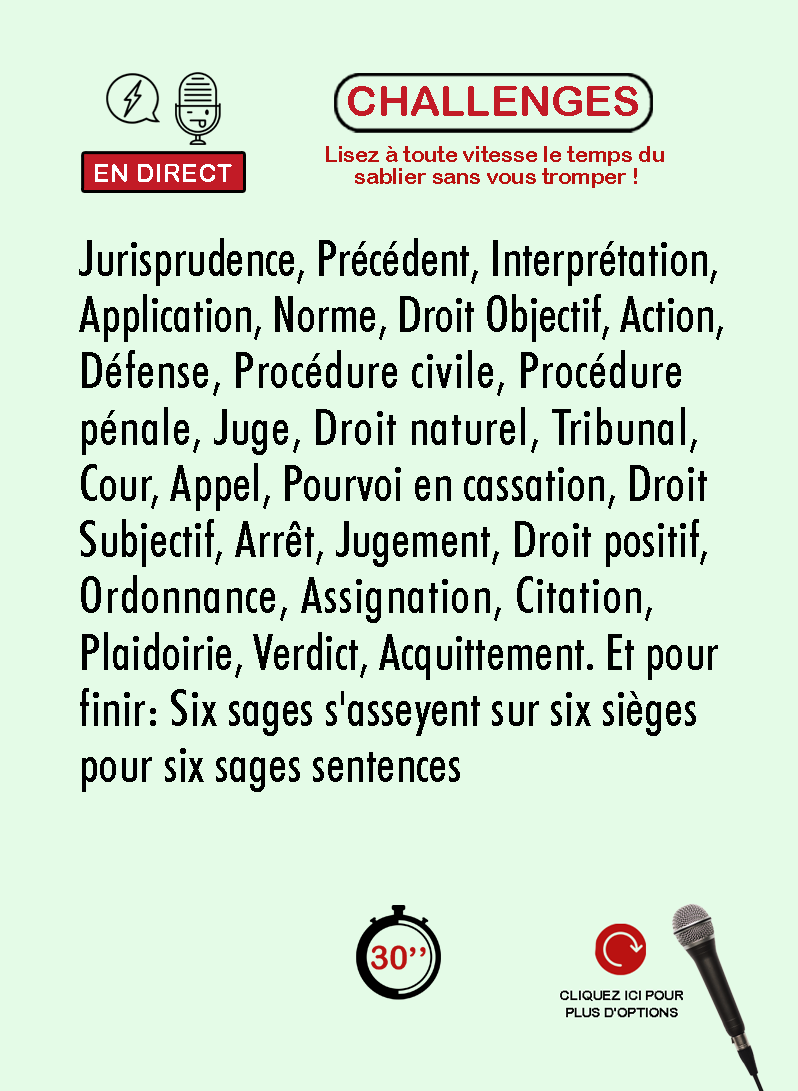 CHALLENGES
EN DIRECT
Lisez à toute vitesse le temps du
sablier sans vous tromper !
Jurisprudence, Précédent, Interprétation,
Application, Norme, Droit Objectif, Action,
Défense, Procédure civile, Procédure
pénale, Juge, Droit naturel, Tribunal,
Cour, Appel, Pourvoi en cassation, Droit
Subjectif, Arrêt, Jugement, Droit positif,
Ordonnance, Assignation, Citation,
Plaidoirie, Verdict, Acquittement. Et pour
finir: Six sages s'asseyent sur six sièges
pour six sages sentences
30’’
CLIQUEZ ICI POUR
PLUS D'OPTIONS